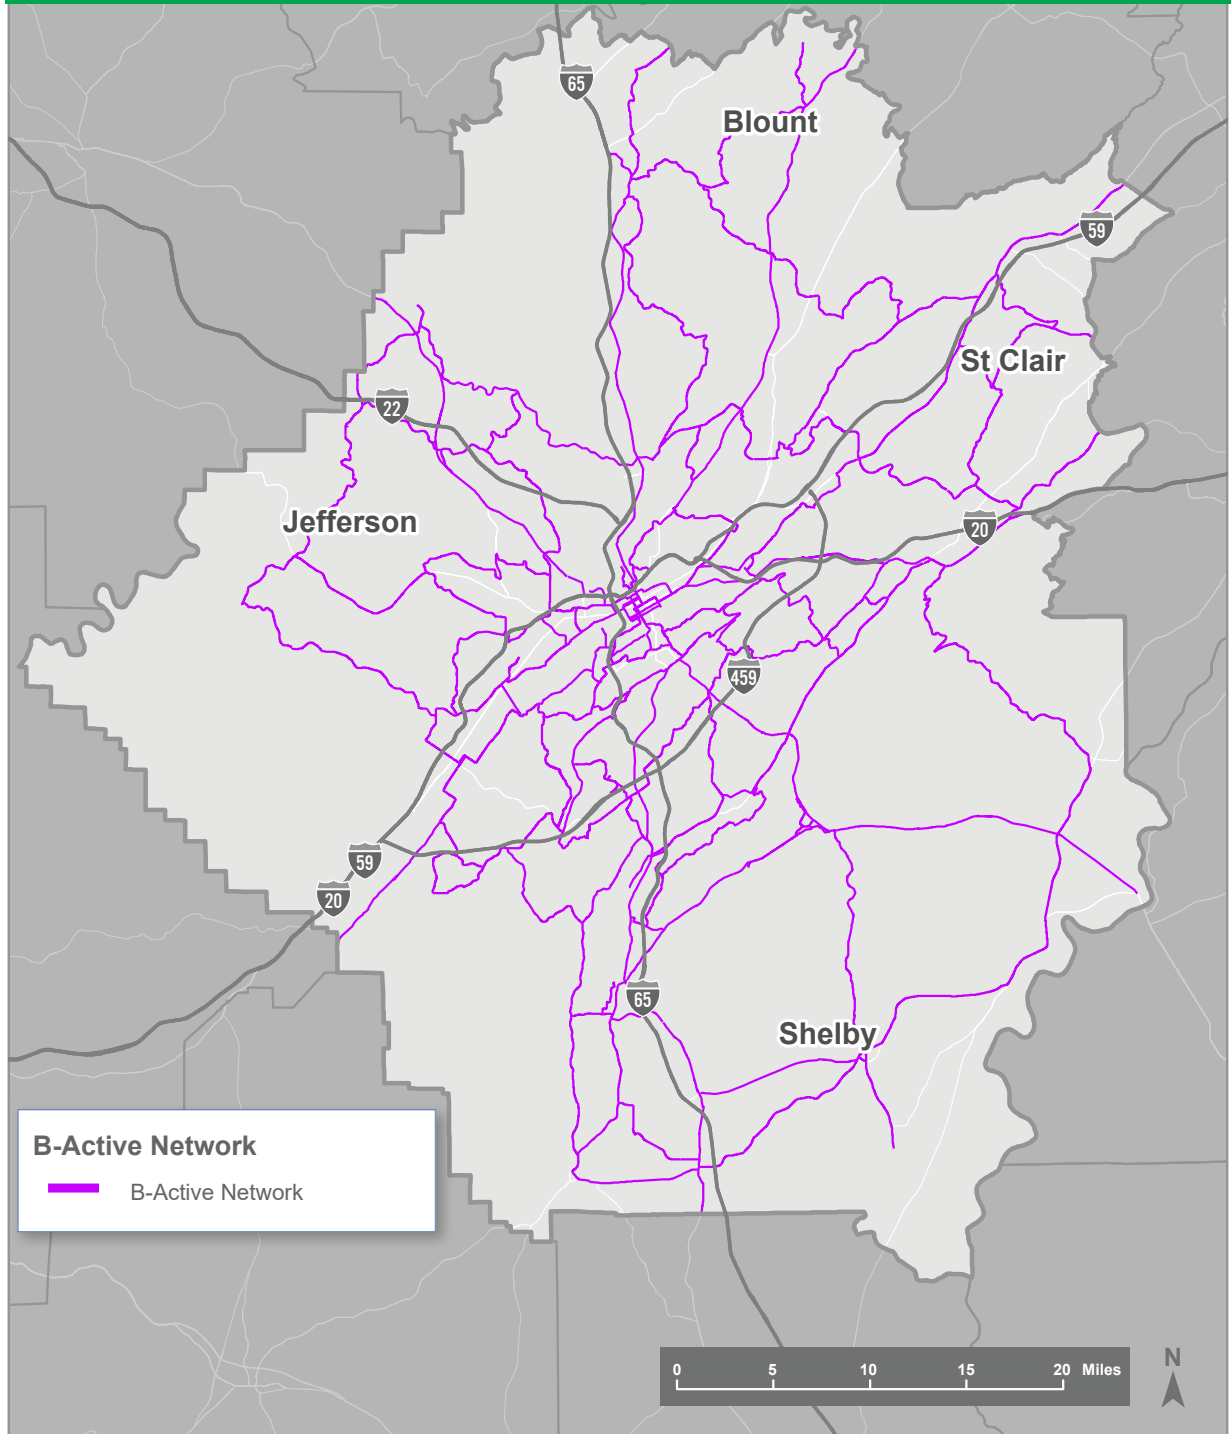 65
Blount
59
St Clair
22
Jefferson
20
459
59
20
65
Shelby
B-Active Network
B-Active Network
N
0 5 10 15 20 Miles